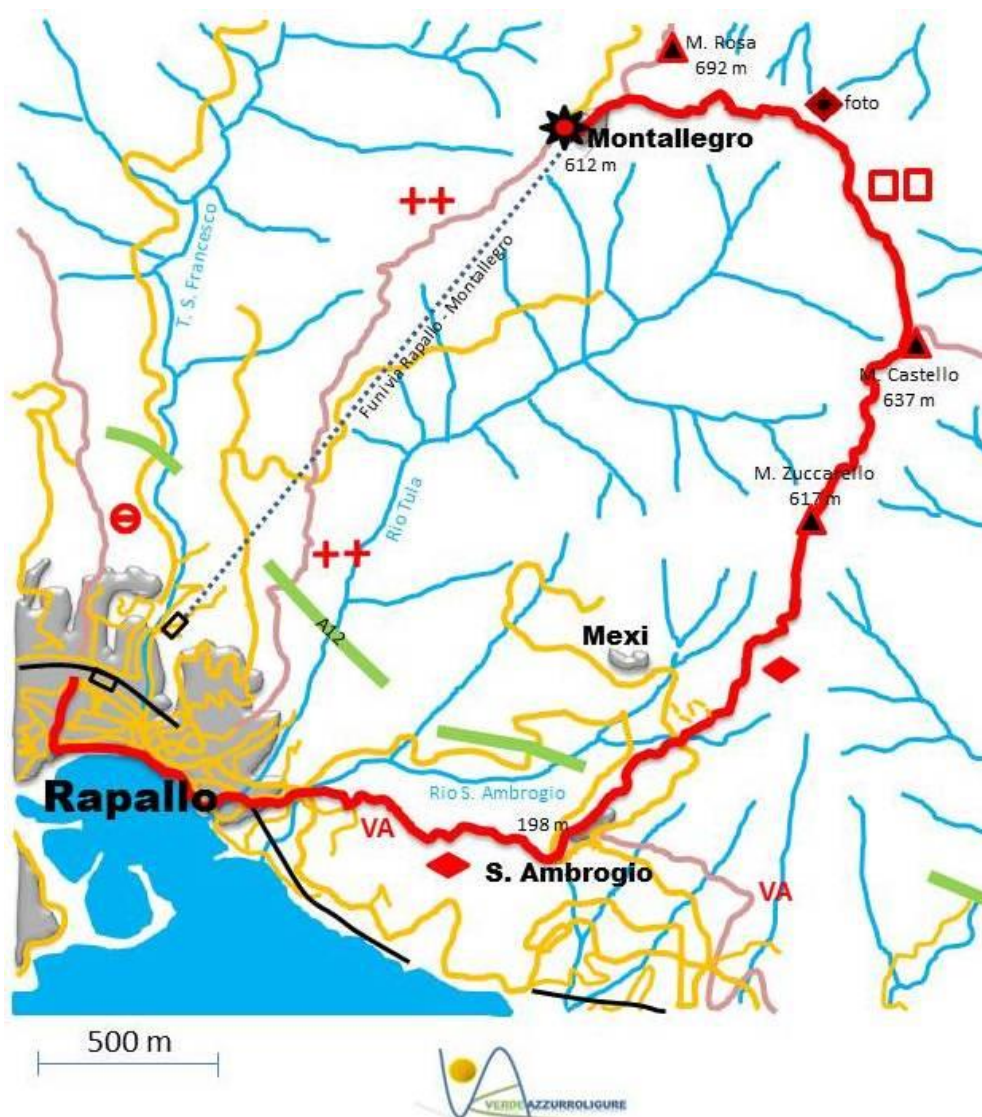 M. Rosa
692 m
foto
Montallegro
612 m
++
T. S. Francesco
Funivia Rapallo - Montallegro
M. Castello
637 m
M. Zuccarello
617 m
Rio Tula
++
A12
Mexi
Rapallo
Rio S. Ambrogio
198 m
VA
S. Ambrogio
VA
500 m
VERDEAZZURROLIGURE